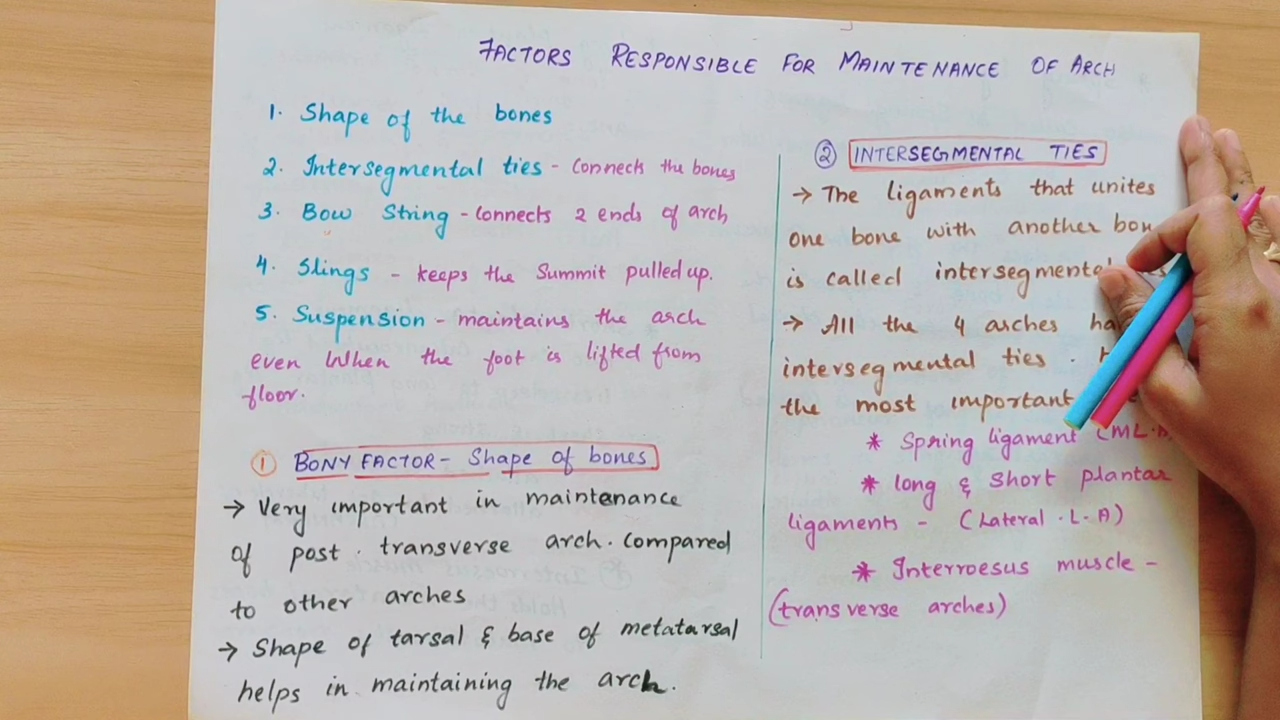 FACTORS RESPONSIBLE FOR MAINTENANCE OF ARCH
1. Shape of the bones
2. Intersegmental ties - Connects the bones
3. Bow String - Connects 2 ends of arch
4. Slings - keeps the Summit pulled up.
5. Suspension - maintains the arch
even When the foot is lifted from
floor.
① BONY FACTOR - Shape of bones
→ Very important in maintenance
of post. transverse arch. Compared
to other arches
→ Shape of tarsal & base of metatarsal
helps in maintaining the arch.
② INTERSEGMENTAL TIES
→ The ligaments that unites
one bone with another
is called
→ All the 4 arches
intersegmental ties.
the most important
* Spring ligament
* long & Short plantar
ligaments - (Lateral. L. A)
* Interroesus muscle -
(transverse arches)